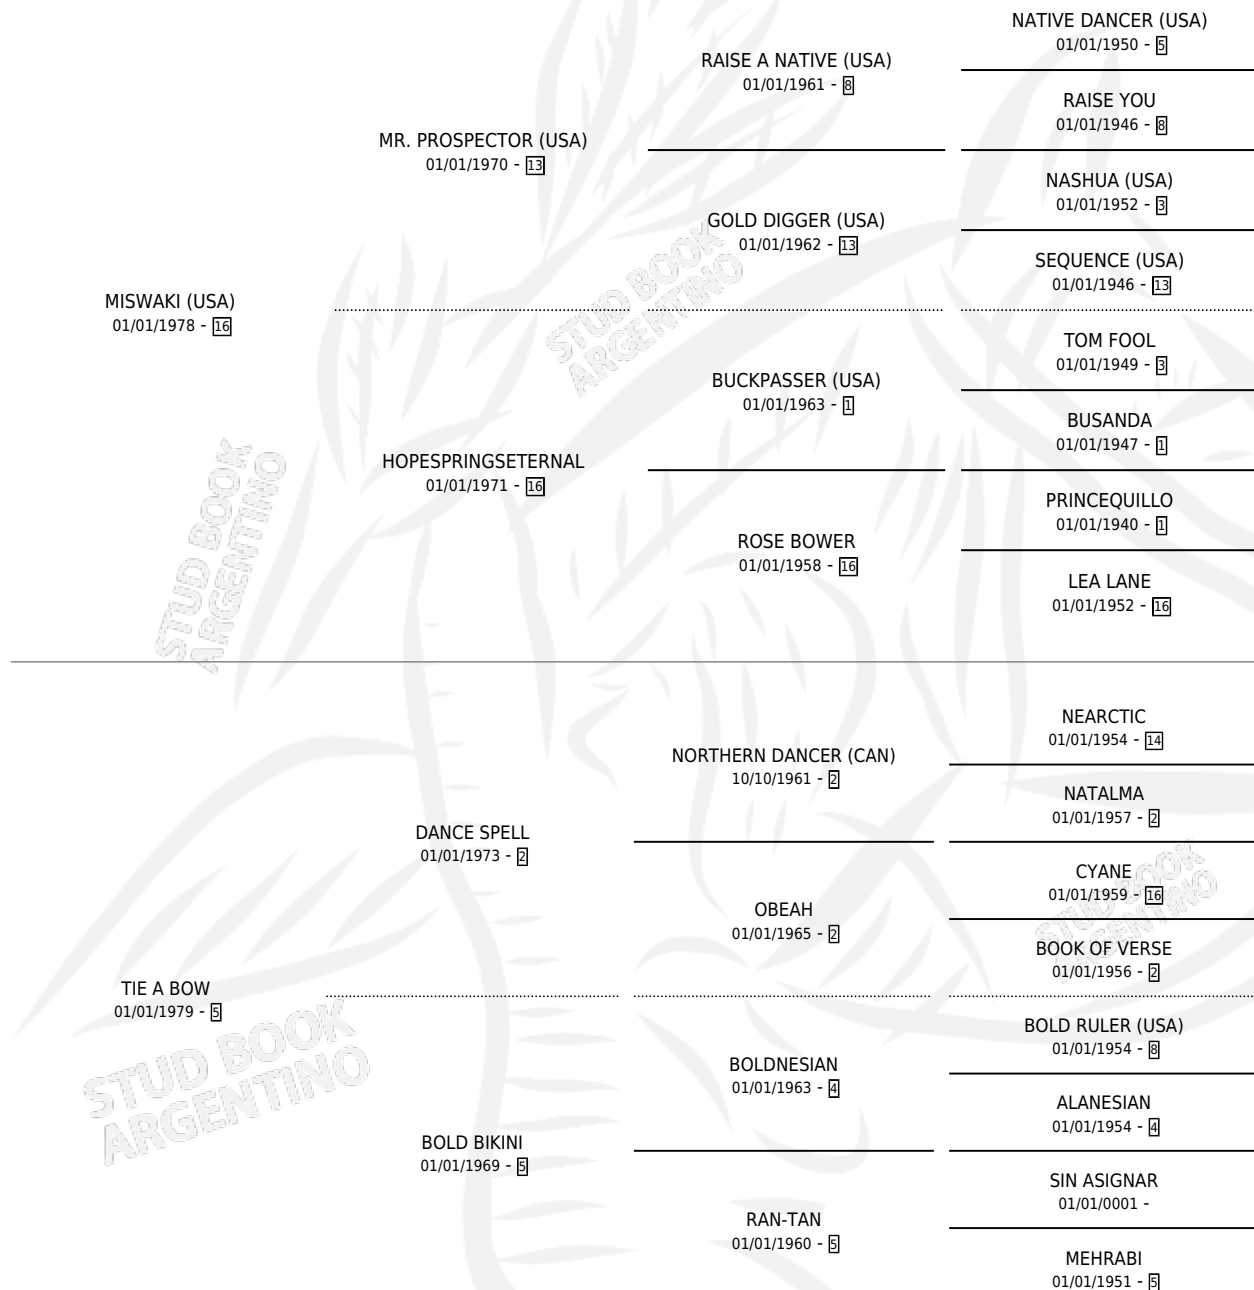 NATIVE DANCER (USA)
01/01/1950 - 5
RAISE A NATIVE (USA)
01/01/1961 - 8
RAISE YOU
01/01/1946 - 8
MR. PROSPECTOR (USA)
01/01/1970 - 13
NASHUA (USA)
01/01/1952 - 3
GOLD DIGGER (USA)
01/01/1962 - 13
SEQUENCE (USA)
01/01/1946 - 13
MISWAKI (USA)
01/01/1978 - 16
TOM FOOL
01/01/1949 - 3
BUCKPASSER (USA)
01/01/1963 - 1
BUSANDA
01/01/1947 - 1
HOPESPRINGSETERNAL
01/01/1971 - 16
PRINCEQUILLO
01/01/1940 - 1
ROSE BOWER
01/01/1958 - 16
LEA LANE
01/01/1952 - 16
NEARCTIC
01/01/1954 - 14
NORTHERN DANCER (CAN)
10/10/1961 - 2
NATALMA
01/01/1957 - 2
DANCE SPELL
01/01/1973 - 2
CYANE
01/01/1959 - 16
OBEAH
01/01/1965 - 2
BOOK OF VERSE
01/01/1956 - 2
TIE A BOW
01/01/1979 - 5
BOLD RULER (USA)
01/01/1954 - 8
BOLDNESIAN
01/01/1963 - 4
ALANESIAN
01/01/1954 - 4
BOLD BIKINI
01/01/1969 - 5
SIN ASIGNAR
01/01/0001 -
RAN-TAN
01/01/1960 - 5
MEHRABI
01/01/1951 - 5
STUD BOOK
ARGENTINO
STUD BOOK
ARGENTINO
STUD BOOK
ARGENTINO
STUD BOOK
ARGENTINO